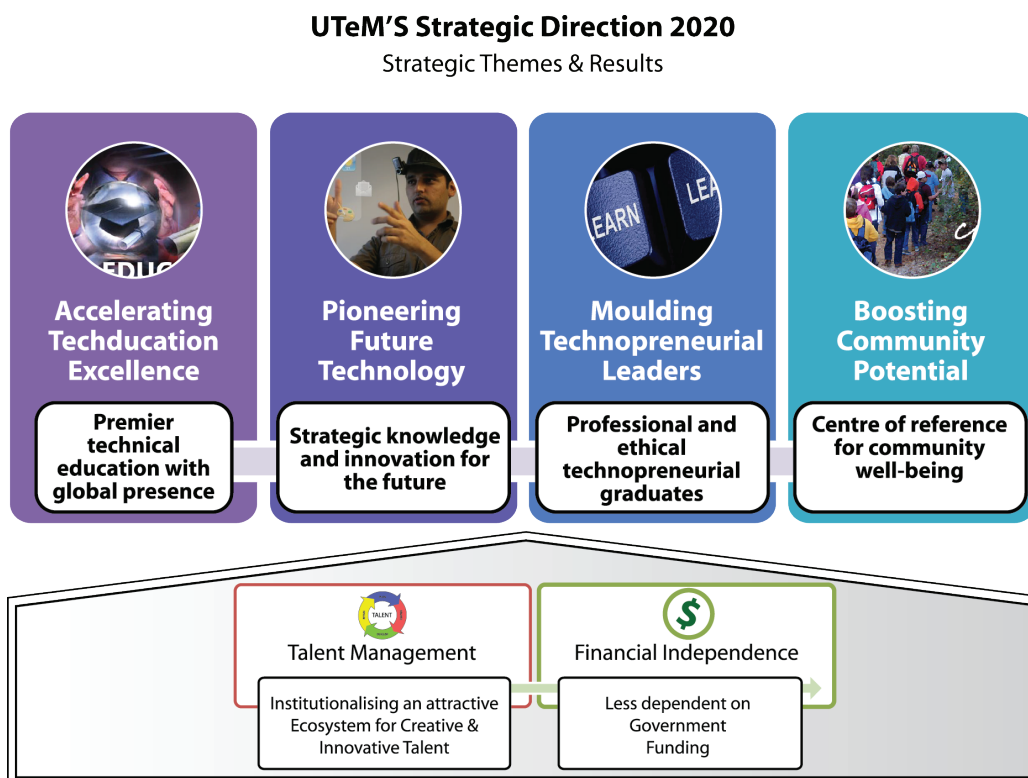 UTeM'S Strategic Direction 2020
Strategic Themes & Results
EDUC
Accelerating
Techducation
Excellence
Premier
technical
education with
global presence
Pioneering
Future
Technology
Strategic knowledge
and innovation for
the future
LEARN
LEA
Moulding
Technopreneurial
Leaders
Professional and
ethical
technopreneurial
graduates
Boosting
Community
Potential
Centre of reference
for community
well-being
TALENT
Talent Management
Institutionalising an attractive
Ecosystem for Creative &
Innovative Talent
$
Financial Independence
Less dependent on
Government
Funding